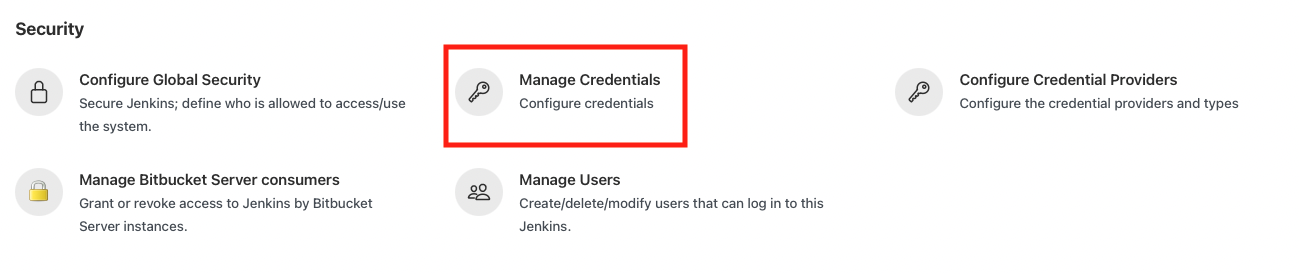 Security
Configure Global Security
Secure Jenkins; define who is allowed to access/use
the system.
Manage Credentials
Configure credentials
Configure Credential Providers
Configure the credential providers and types
Manage Bitbucket Server consumers
Grant or revoke access to Jenkins by Bitbucket
Server instances.
Manage Users
Create/delete/modify users that can log in to this
Jenkins.